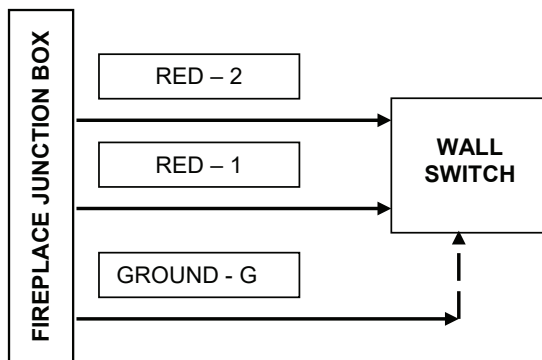 FIREPLACE JUNCTION BOX
RED – 2
RED – 1
GROUND - G
WALL
SWITCH